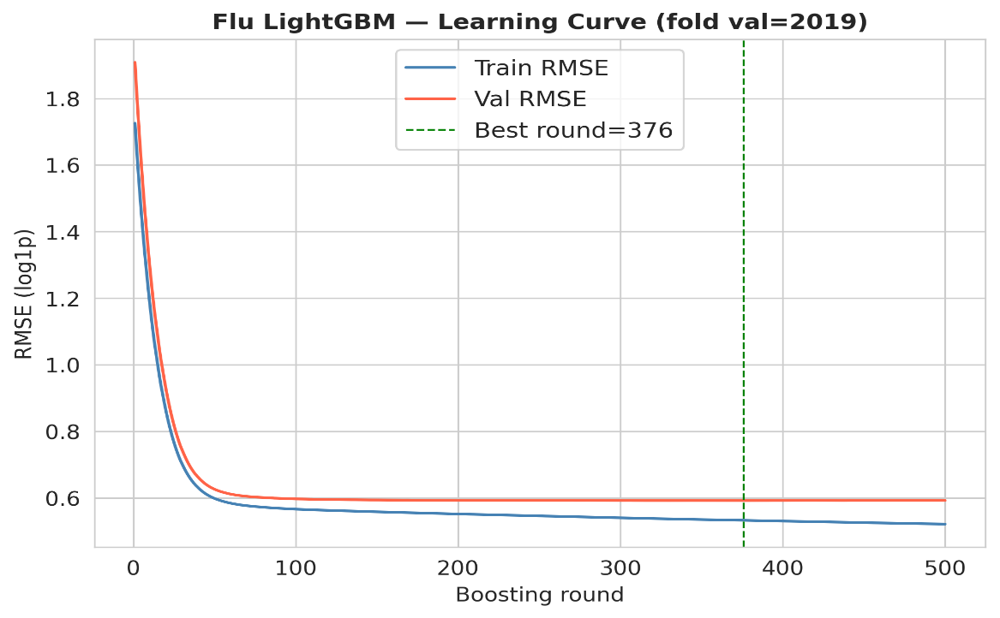 Flu LightGBM — Learning Curve (fold val=2019)
Train RMSE
Val RMSE
Best round=376
RMSE (log1p)
1.8
1.6
1.4
1.2
1.0
0.8
0.6
0 100 200 300 400 500
Boosting round